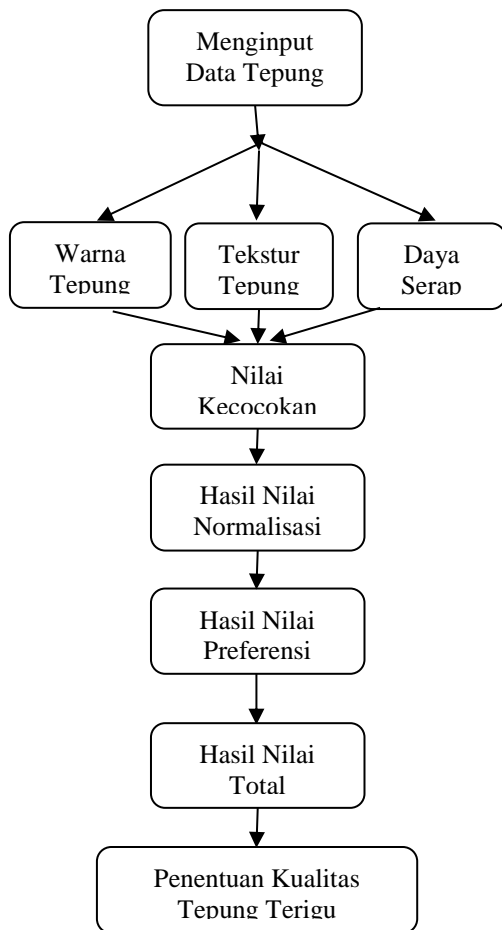 Menginput
Data Tepung
Warna
Tepung
Tekstur
Tepung
Daya
Serap
Nilai
Kecocokan
Hasil Nilai
Normalisasi
Hasil Nilai
Preferensi
Hasil Nilai
Total
Penentuan Kualitas
Tepung Terigu